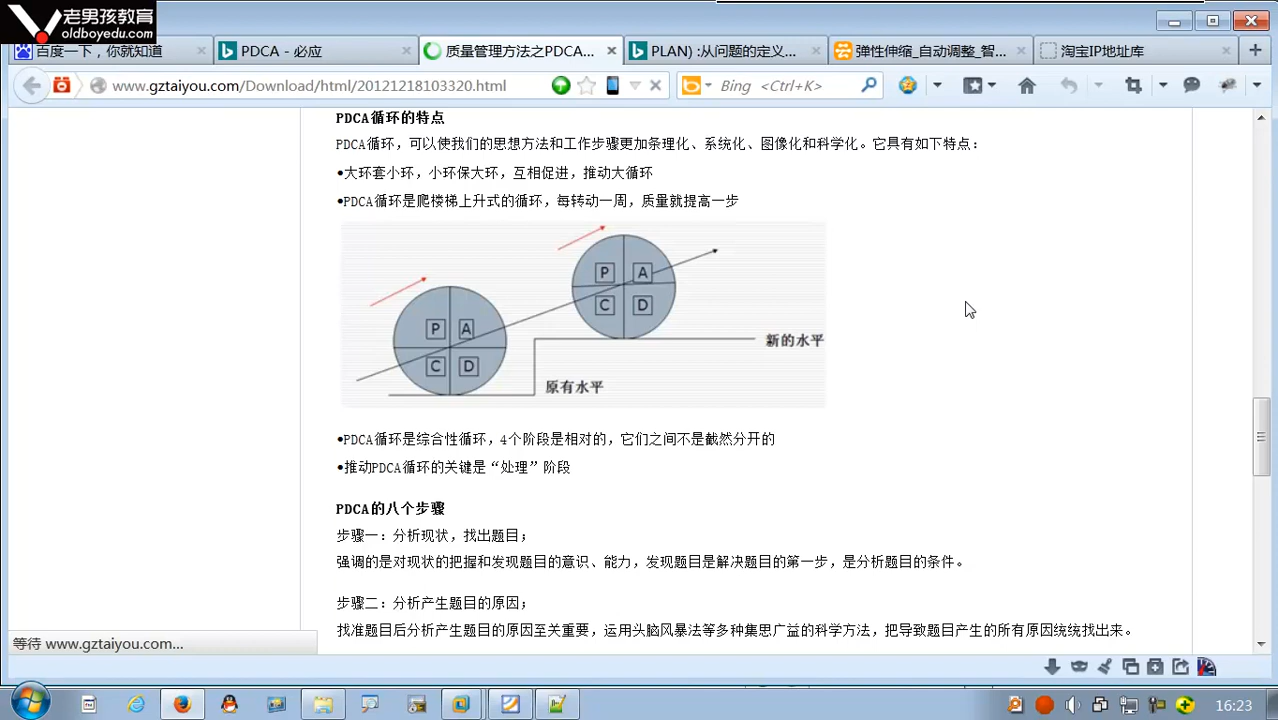 老男孩教育
oldboyedu.com
百度一下，你就知道
PDCA - 必应
质量管理方法之PDCA...
PLAN) :从问题的定义...
弹性伸缩_自动调整_智...
淘宝IP地址库
www.gztaiyou.com/Download/html/20121218103320.html
Bing <Ctrl+K>
PDCA循环的特点
PDCA循环，可以使我们的思想方法和工作步骤更加条理化、系统化、图像化和科学化。它具有如下特点：
•大环套小环，小环保大环，互相促进，推动大循环
•PDCA循环是爬楼梯上升式的循环，每转动一周，质量就提高一步
P A
C D
P A
C D
新的水平
原有水平
•PDCA循环是综合性循环，4个阶段是相对的，它们之间不是截然分开的
•推动PDCA循环的关键是“处理”阶段
PDCA的八个步骤
步骤一：分析现状，找出题目；
强调的是对现状的把握和发现题目的意识、能力，发现题目是解决题目的第一步，是分析题目的条件。
步骤二：分析产生题目的原因；
找准题目后分析产生题目的原因至关重要，运用头脑风暴法等多种集思广益的科学方法，把导致题目产生的所有原因统统找出来。
等待 www.gztaiyou.com...
16:23